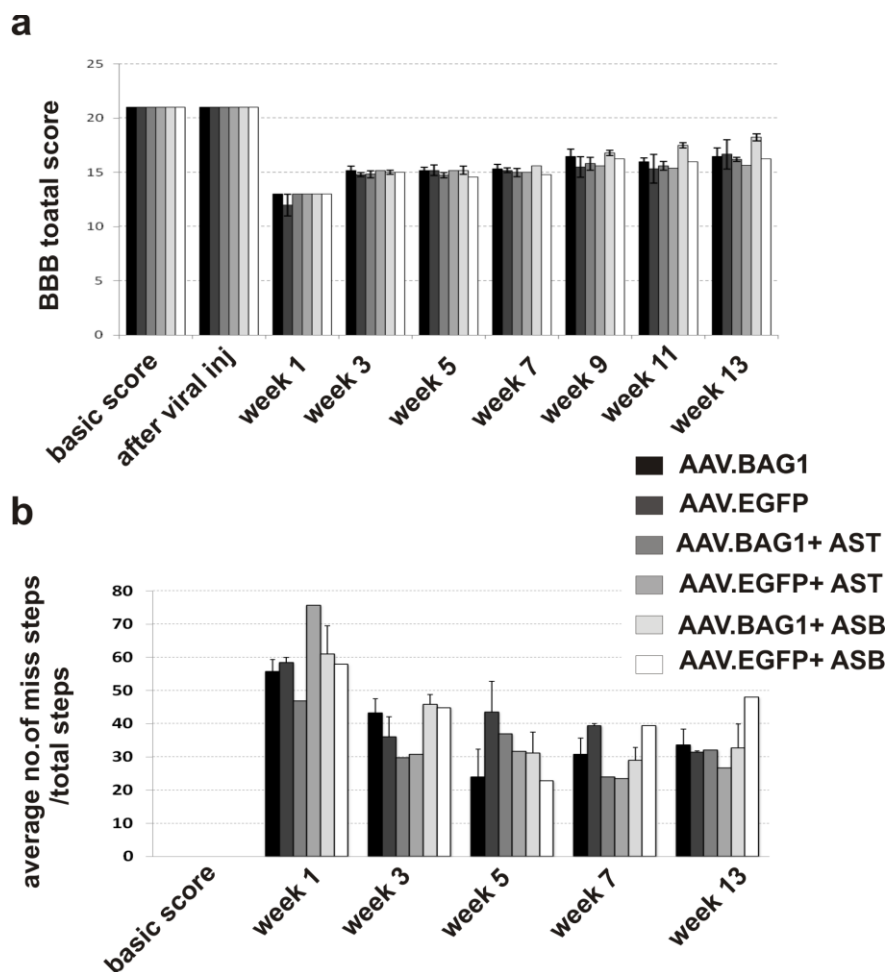 a
BBB toatal score
25
20
15
10
5
0
basic score
after viral inj
week 1
week 3
week 5
week 7
week 9
week 11
week 13
AAV.BAG1
AAV.EGFP
AAV.BAG1+ AST
AAV.EGFP+ AST
AAV.BAG1+ ASB
AAV.EGFP+ ASB
b
average no.of miss steps
/total steps
80
70
60
50
40
30
20
10
0
basic score
week 1
week 3
week 5
week 7
week 13